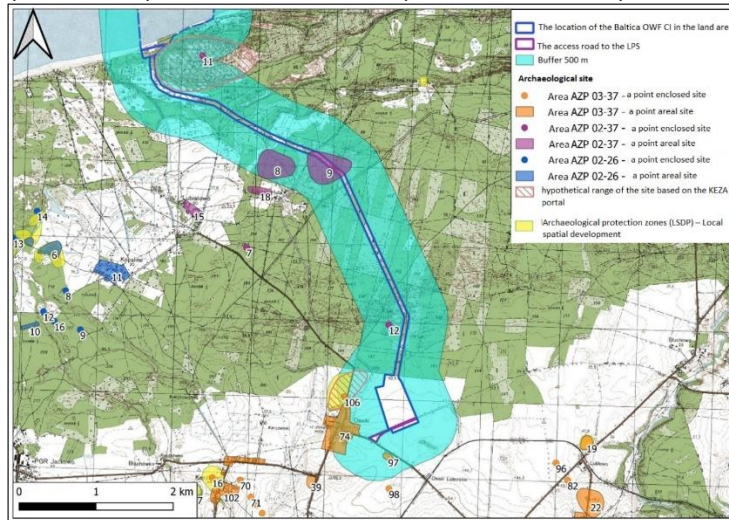 The location of the Baltica OWF CI in the land area
The access road to the LPS
Buffer 500 m
Archaeological site
Area AZP 03-37 - a point enclosed site
Area AZP 03-37 - a point areal site
Area AZP 02-37 - a point enclosed site
Area AZP 02-37 - a point areal site
Area AZP 02-26 - a point enclosed site
Area AZP 02-26 - a point areal site
hypothetical range of the site based on the KEZA
portal
Archaeological protection zones (LSDP) – Local
spatial development
11
8
9
18
15
14
13
6
7
11
8
12
16
10
9
12
106
74
97
98
39
16
70
102
71
7
19
96
82
22
PGR Jackowo
0 1 2 km